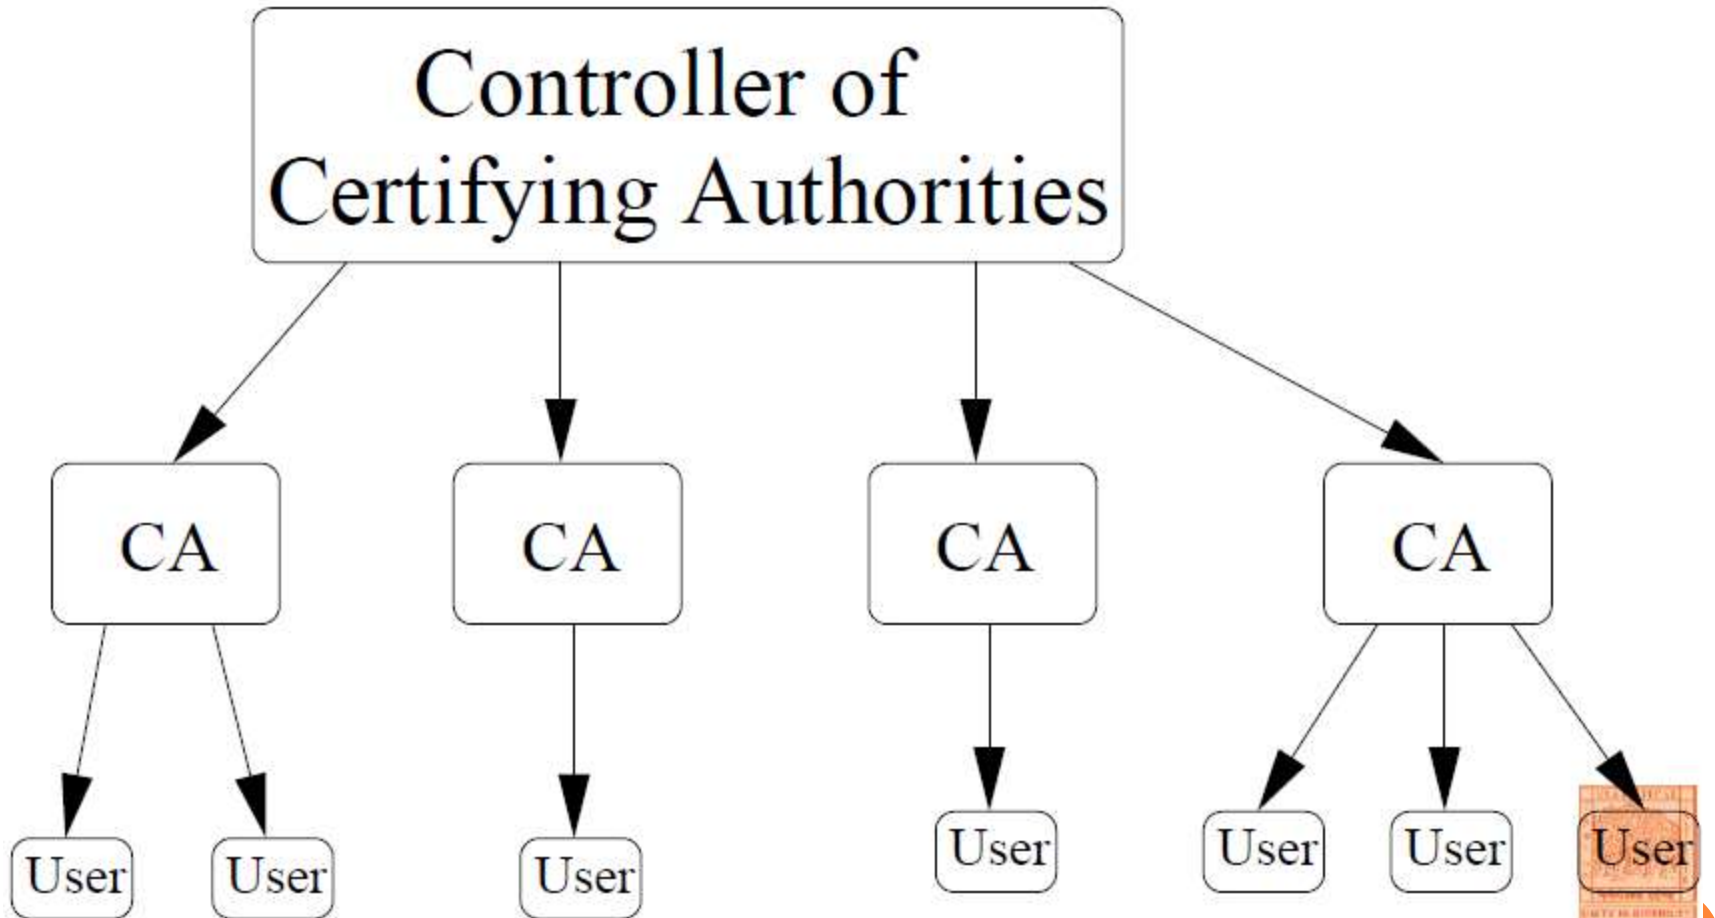 Controller of
Certifying Authorities
CA
CA
CA
CA
User
User
User
User
User
User
User